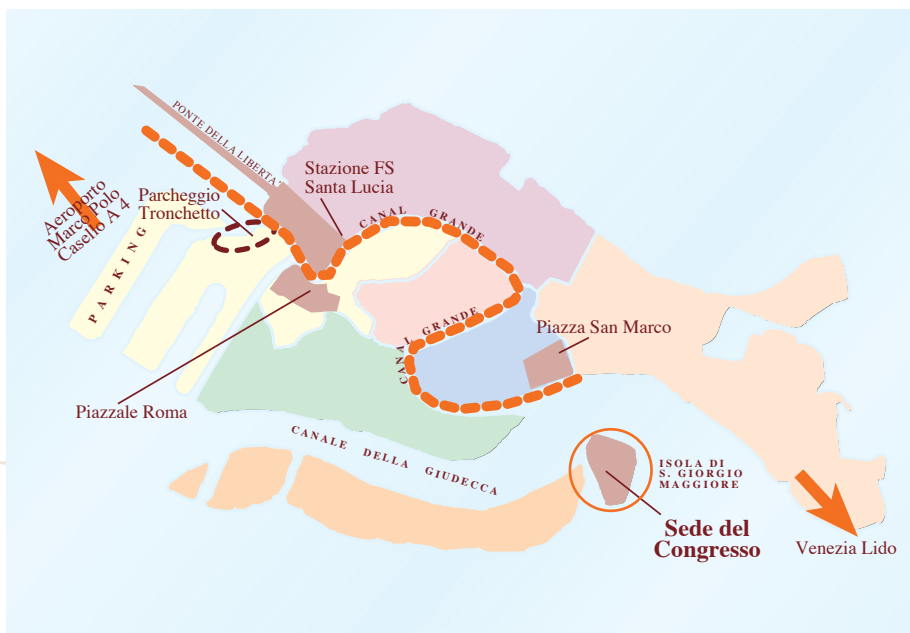 PONTE DELLA LIBERTA'
Stazione FS
Santa Lucia
Parcheggio
Tronchetto
Aeroporto
Marco Polo
Casello A 4
CANAL GRANDE
PARKING
CANAL GRANDE
Piazza San Marco
Piazzale Roma
CANALE DELLA GIUDECCA
ISOLA DI
S. GIORGIO
MAGGIORE
Sede del
Congresso
Venezia Lido